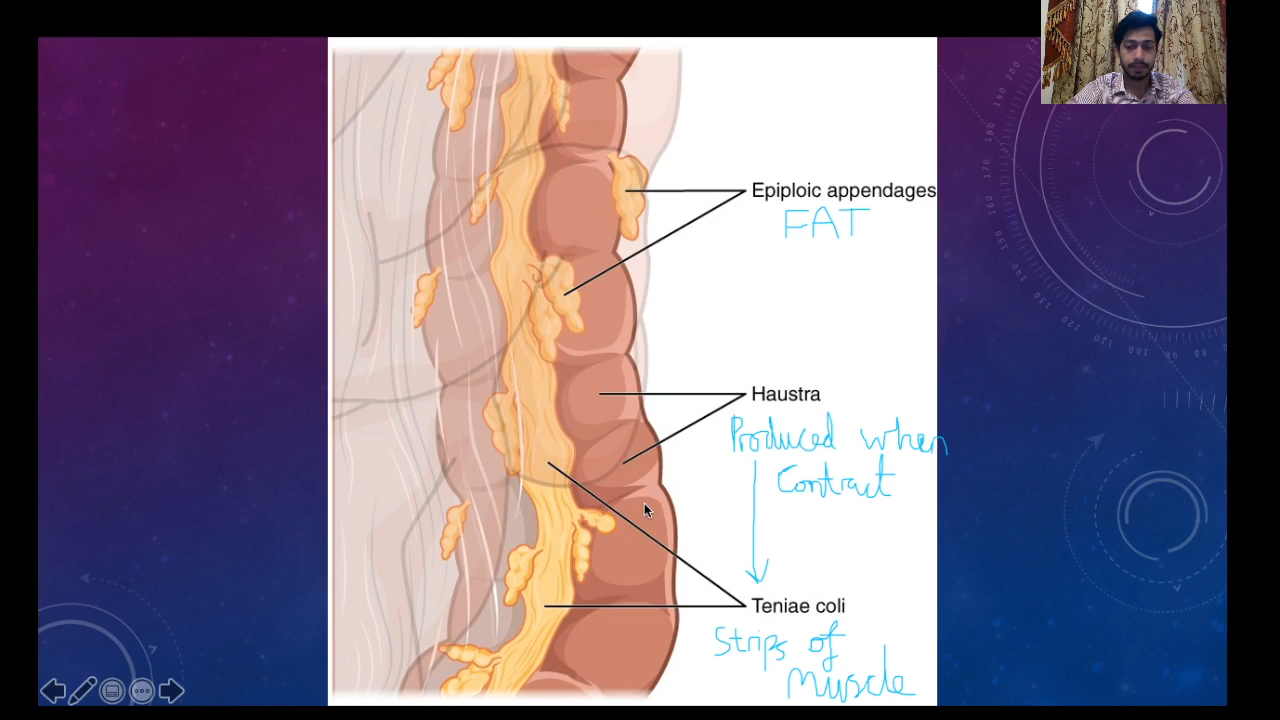 Epiploic appendages
FAT
Haustra
Produced when
Contract
Teniae coli
Strips of
Muscle